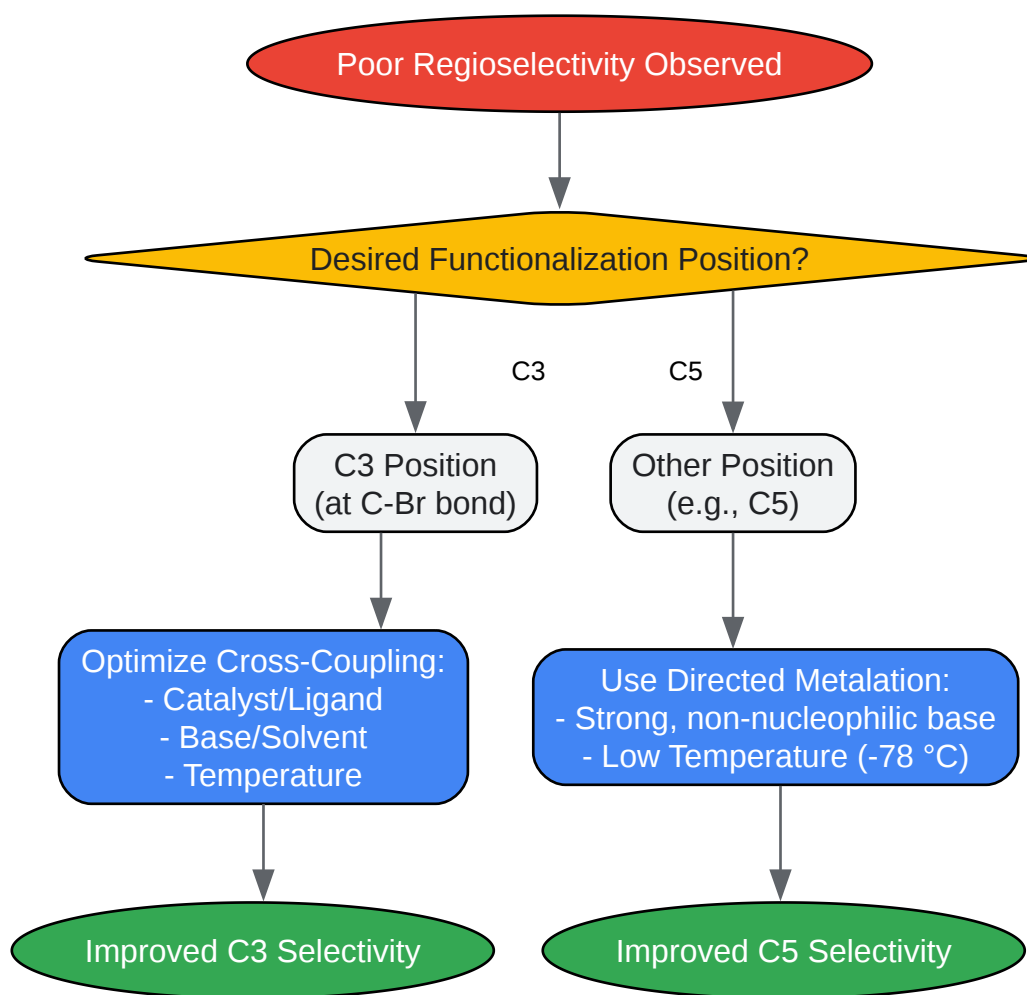 Poor Regioselectivity Observed
Desired Functionalization Position?
C3
C5
C3 Position
(at C-Br bond)
Other Position
(e.g., C5)
Optimize Cross-Coupling:
- Catalyst/Ligand
- Base/Solvent
- Temperature
Use Directed Metalation:
- Strong, non-nucleophilic base
- Low Temperature (-78 °C)
Improved C3 Selectivity
Improved C5 Selectivity